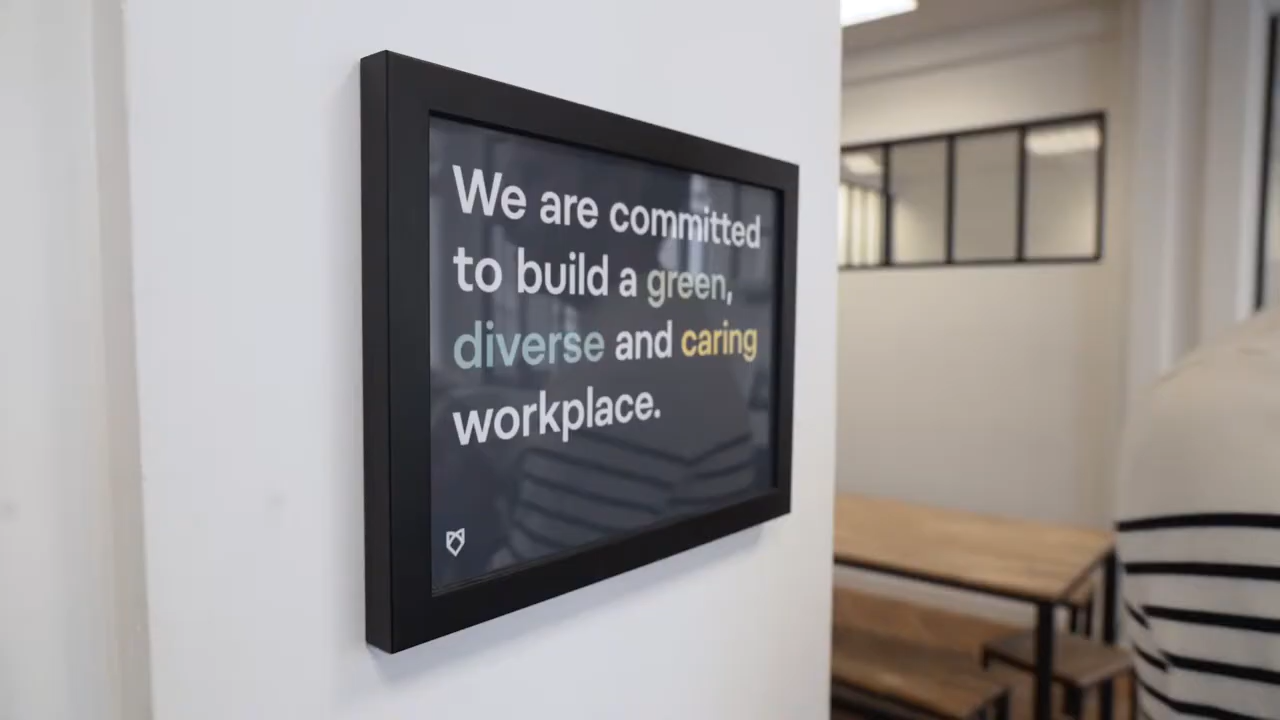 We are committed
to build a green,
diverse and caring
workplace.